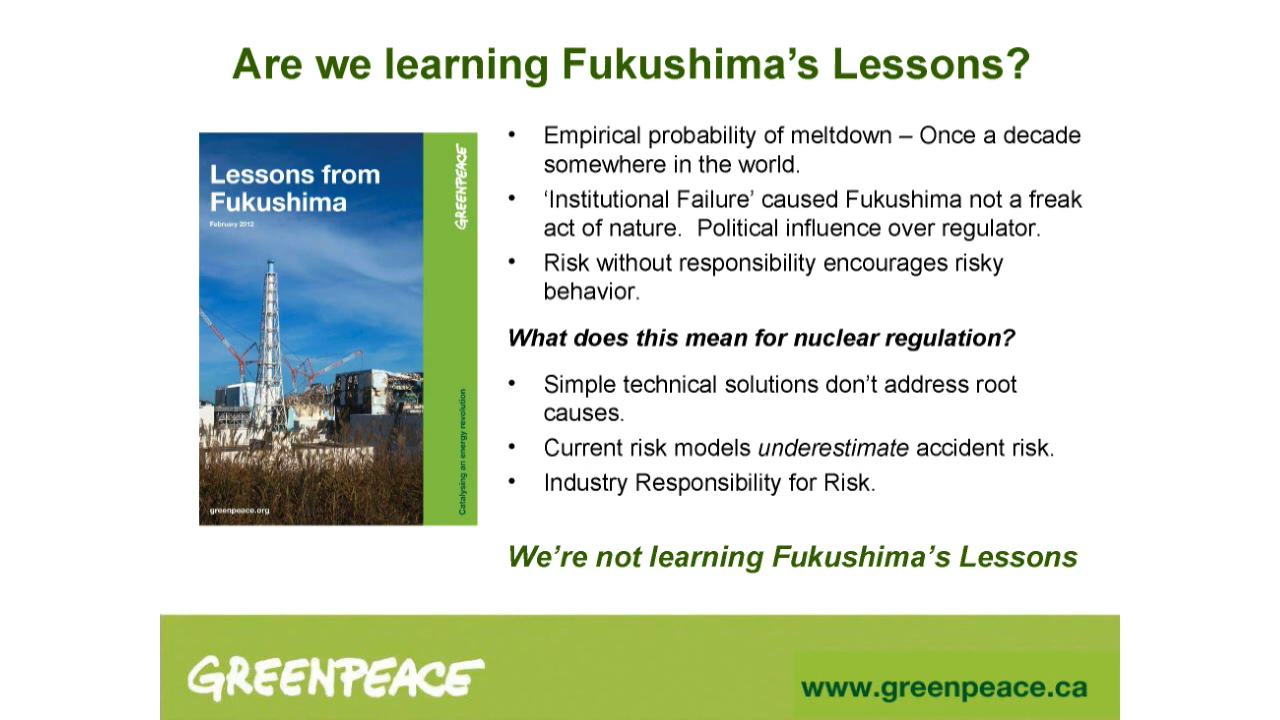 Are we learning Fukushima’s Lessons?
Lessons from
Fukushima
February 2012
GREENPEACE
Catalysing an energy revolution
greenpeace.org
• Empirical probability of meltdown – Once a decade
somewhere in the world.
• ‘Institutional Failure’ caused Fukushima not a freak
act of nature.  Political influence over regulator.
• Risk without responsibility encourages risky
behavior.
What does this mean for nuclear regulation?
• Simple technical solutions don’t address root
causes.
• Current risk models underestimate accident risk.
• Industry Responsibility for Risk.
We’re not learning Fukushima’s Lessons
GREENPEACE
www.greenpeace.ca